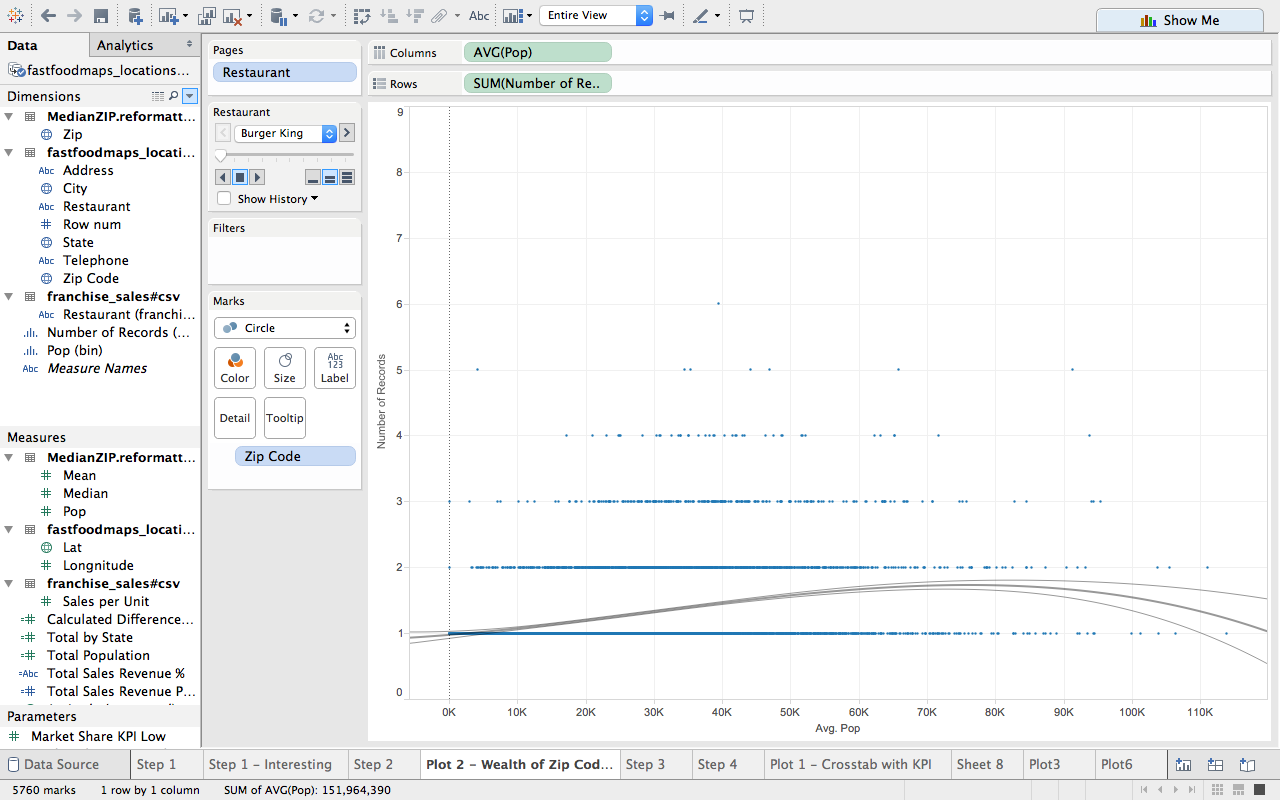 Abc
Entire View
Show Me
Data
Analytics
fastfoodmaps_locations...
Dimensions
MedianZIP.reformatt...
Zip
fastfoodmaps_locati...
Abc Address
City
Abc Restaurant
Row num
State
Abc Telephone
Zip Code
franchise_sales#csv
Abc Restaurant (franchi...
Number of Records (...
Pop (bin)
Abc Measure Names
Measures
MedianZIP.reformatt...
Mean
Median
Pop
fastfoodmaps_locati...
Lat
Longnitude
franchise_sales#csv
Sales per Unit
=# Calculated Difference...
=# Total by State
=# Total Population
=Abc Total Sales Revenue %
=# Total Sales Revenue P...
Parameters
# Market Share KPI Low
Pages
Restaurant
Restaurant
Burger King
Show History
Filters
Marks
Circle
Color
Size
Abc
123
Label
Detail
Tooltip
Zip Code
Columns
AVG(Pop)
Rows
SUM(Number of Re..
9
8
7
6
5
4
3
2
1
0
Number of Records
0K 10K 20K 30K 40K 50K 60K 70K 80K 90K 100K 110K
Avg. Pop
Data Source
Step 1
Step 1 - Interesting
Step 2
Plot 2 - Wealth of Zip Cod...
Step 3
Step 4
Plot 1 - Crosstab with KPI
Sheet 8
Plot3
Plot6
5760 marks
1 row by 1 column
SUM of AVG(Pop): 151,964,390